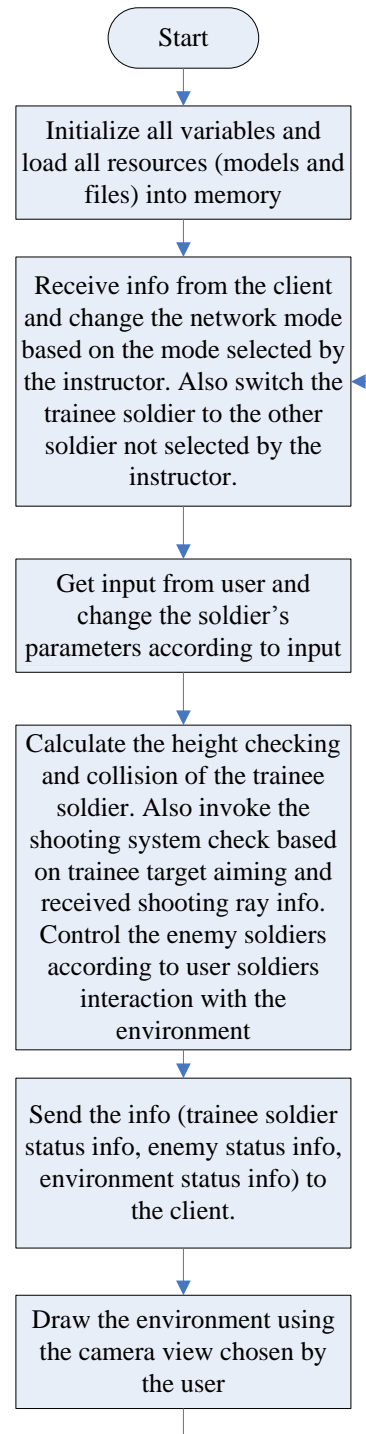 Start
Initialize all variables and
load all resources (models and
files) into memory
Receive info from the client
and change the network mode
based on the mode selected by
the instructor. Also switch the
trainee soldier to the other
soldier not selected by the
instructor.
Get input from user and
change the soldier’s
parameters according to input
Calculate the height checking
and collision of the trainee
soldier. Also invoke the
shooting system check based
on trainee target aiming and
received shooting ray info.
Control the enemy soldiers
according to user soldiers
interaction with the
environment
Send the info (trainee soldier
status info, enemy status info,
environment status info) to
the client.
Draw the environment using
the camera view chosen by
the user